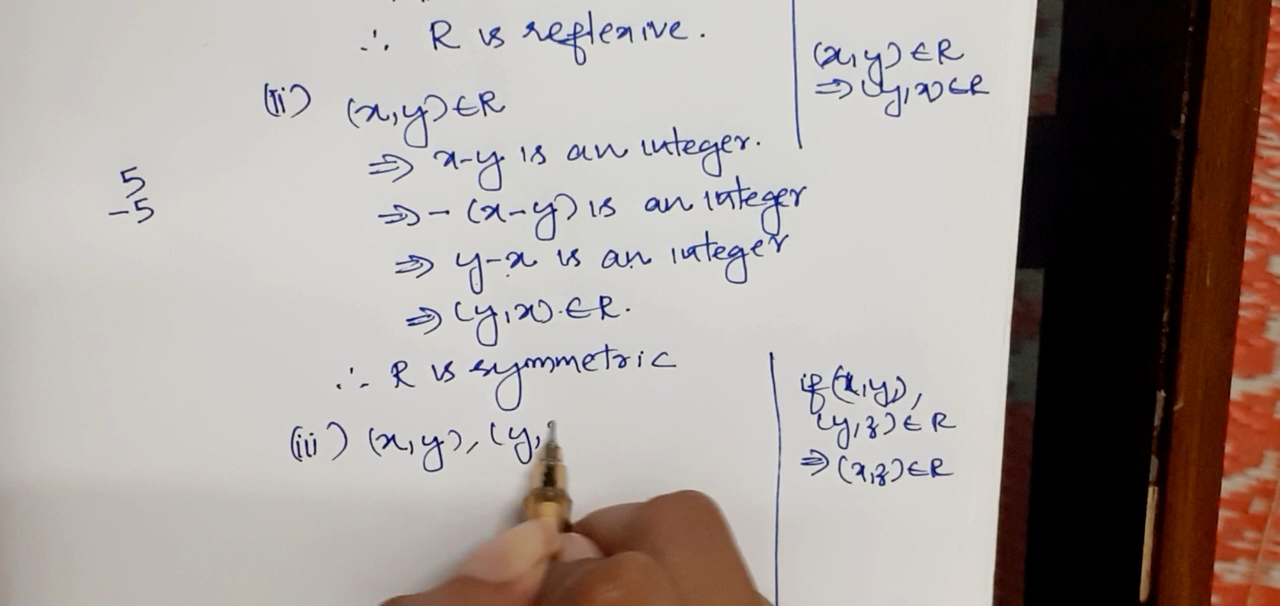 ∴ R is reflexive.
(x,y)∈R
⇒(y,x)∈R
(ii) (x,y)∈R
⇒ x-y is an integer.
5
-5
⇒ -(x-y) is an integer
⇒ y-x is an integer
⇒ (y,x)∈R.
∴ R is symmetric
if (x,y),
(y,z)∈R
⇒(x,z)∈R
(iii) (x,y), (y,